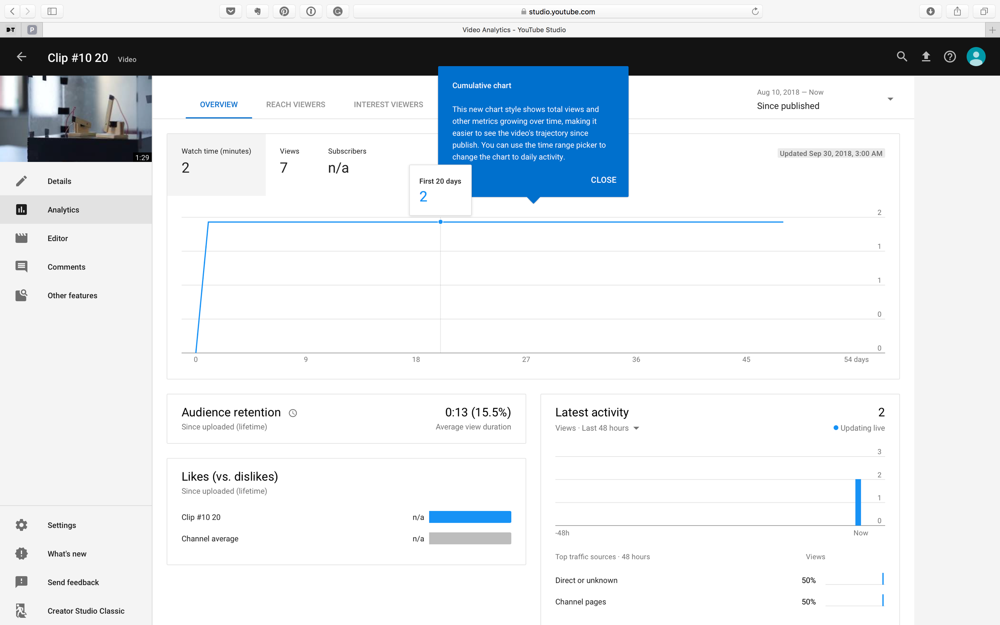 studio.youtube.com
D-T
P
Video Analytics - YouTube Studio
Clip #10 20 Video
1:29
Details
Analytics
Editor
Comments
Other features
Settings
What's new
Send feedback
Creator Studio Classic
OVERVIEW REACH VIEWERS INTEREST VIEWERS
Cumulative chart
This new chart style shows total views and
other metrics growing over time, making it
easier to see the video's trajectory since
publish. You can use the time range picker to
change the chart to daily activity.
CLOSE
Aug 10, 2018 — Now
Since published
Watch time (minutes)
2
Views
7
Subscribers
n/a
Updated Sep 30, 2018, 3:00 AM
First 20 days
2
2
1
1
0
0
0 9 18 27 36 45 54 days
Audience retention 0:13 (15.5%)
Since uploaded (lifetime) Average view duration
Likes (vs. dislikes)
Since uploaded (lifetime)
Clip #10 20 n/a
Channel average n/a
Latest activity 2
Views · Last 48 hours Updating live
3
2
1
0
-48h Now
Top traffic sources · 48 hours Views
Direct or unknown 50%
Channel pages 50%